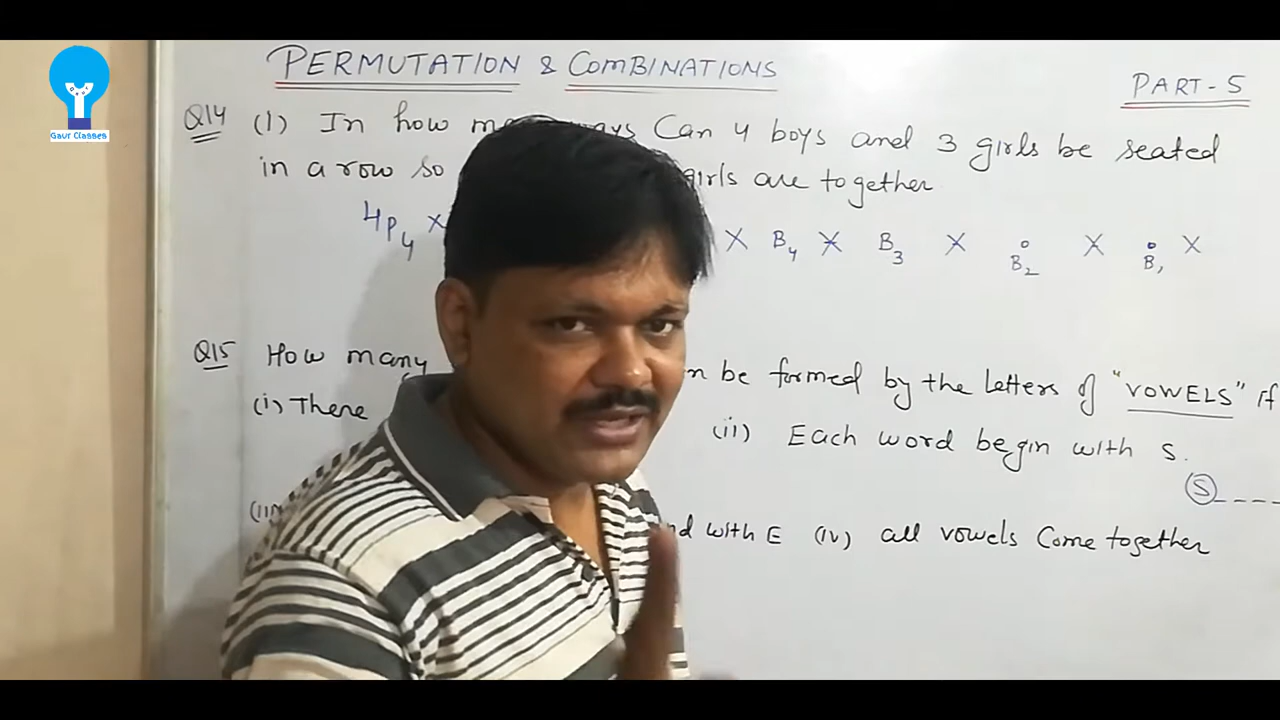 PERMUTATION & COMBINATIONS
PART-5
Gaur Classes
Q14 (1) In how ways Can 4 boys and 3 girls be seated
in a row so girls are together
4P4 × × B4 × B3 × B2 × B1 ×
Q15 How many be formed by the letters of "VOWELS" if
(i) There (ii) Each word begin with S.
S _ _ _ _
with E (iv) all vowels Come together